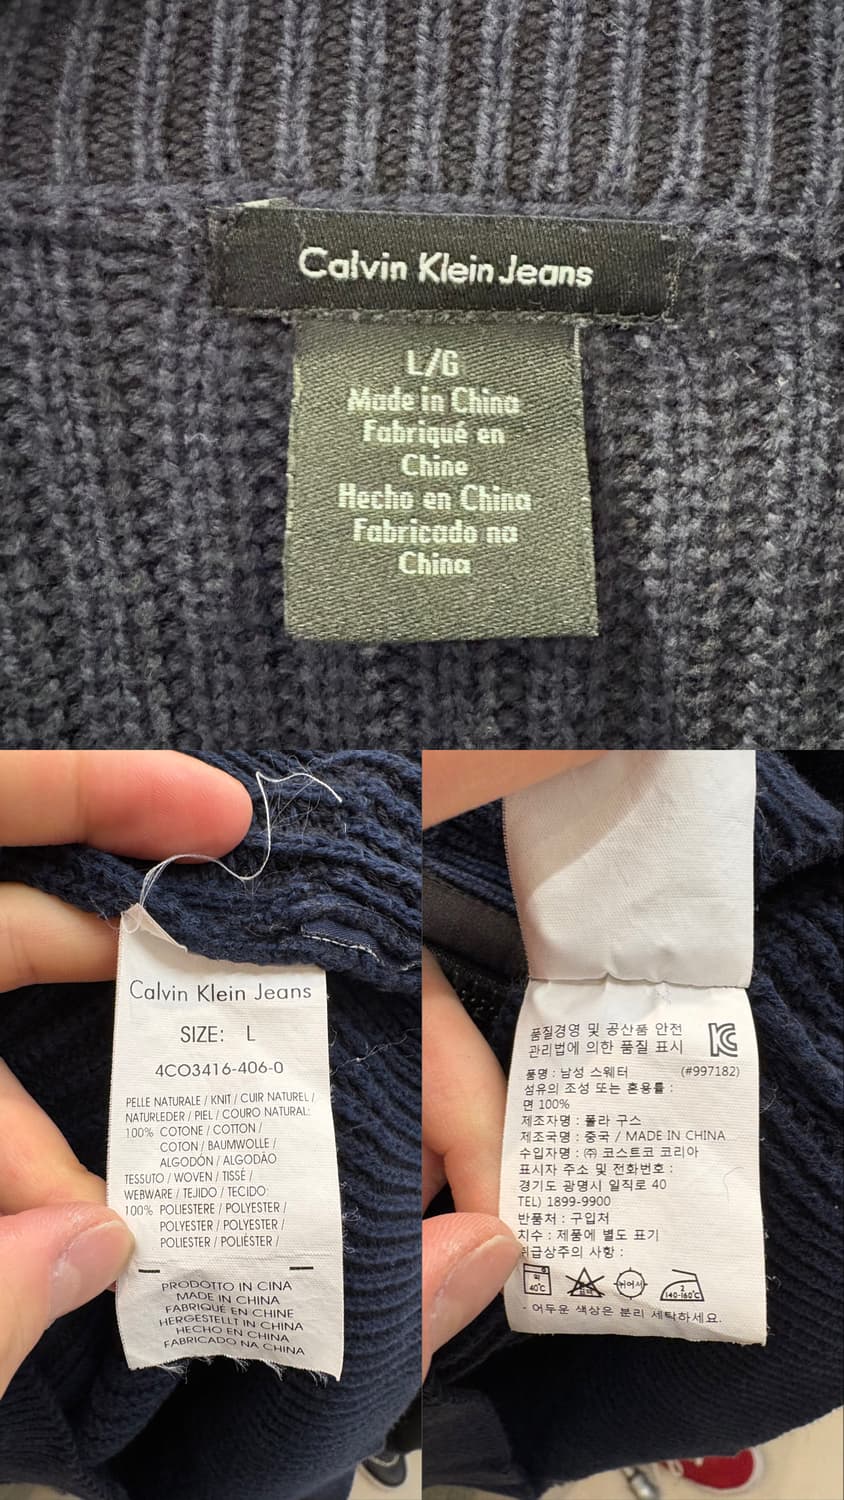 Calvin Klein Jeans
L/G
Made in China
Fabriqué en
Chine
Hecho en China
Fabricado na
China
Calvin Klein Jeans
SIZE: L
4CO3416-406-0
PELLE NATURALE / KNIT / CUIR NATUREL /
NATURLEDER / PIEL / COURO NATURAL:
100% COTONE / COTTON /
COTON / BAUMWOLLE /
ALGODÓN / ALGODÃO
TESSUTO / WOVEN / TISSÉ /
WEBWARE / TEJIDO / TECIDO:
100% POLIESTERE / POLYESTER /
POLYESTER / POLYESTER /
POLIESTER / POLIÉSTER /
PRODOTTO IN CINA
MADE IN CHINA
FABRIQUÉ EN CHINE
HERGESTELLT IN CHINA
HECHO EN CHINA
FABRICADO NA CHINA
품질경영 및 공산품 안전
관리법에 의한 품질 표시
품명 : 남성 스웨터 (#997182)
섬유의 조성 또는 혼용률 :
면 100%
제조자명 : 폴라 구스
제조국명 : 중국 / MADE IN CHINA
수입자명 : ㈜ 코스트코 코리아
표시자 주소 및 전화번호 :
경기도 광명시 일직로 40
TEL) 1899-9900
반품처 : 구입처
치수 : 제품에 별도 표기
취급상주의 사항 :
약 40℃ 표백 드라이 2 140-160℃
- 어두운 색상은 분리 세탁하세요.